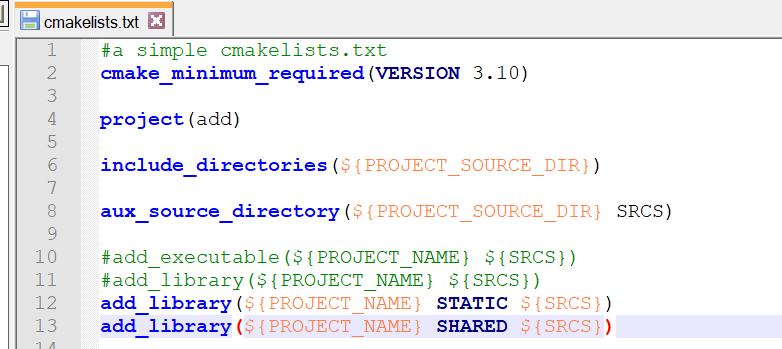 cmakelists.txt
1 #a simple cmakelists.txt
2 cmake_minimum_required(VERSION 3.10)
3
4 project(add)
5
6 include_directories(${PROJECT_SOURCE_DIR})
7
8 aux_source_directory(${PROJECT_SOURCE_DIR} SRCS)
9
10 #add_executable(${PROJECT_NAME} ${SRCS})
11 #add_library(${PROJECT_NAME} ${SRCS})
12 add_library(${PROJECT_NAME} STATIC ${SRCS})
13 add_library(${PROJECT_NAME} SHARED ${SRCS})
14